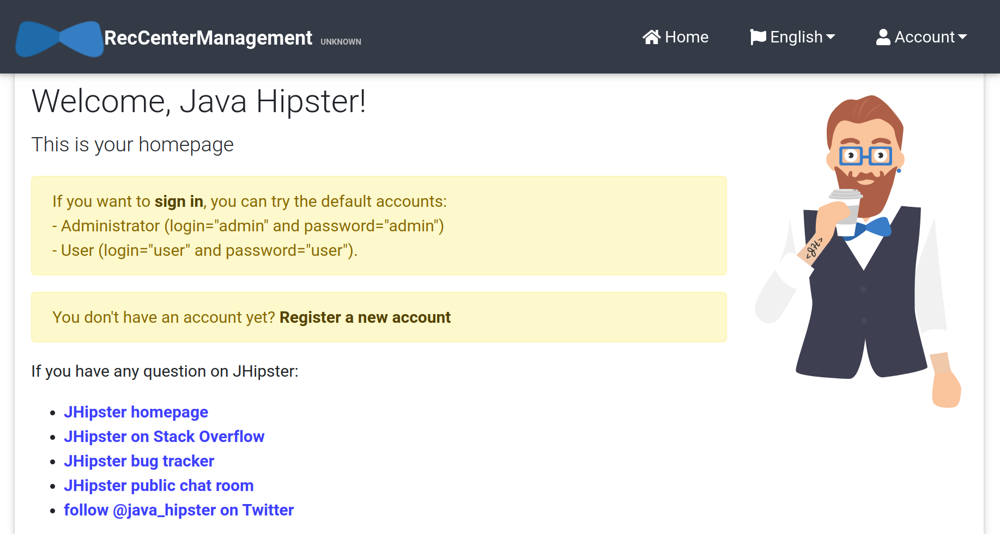 RecCenterManagement UNKNOWN Home English Account
Welcome, Java Hipster!
This is your homepage
If you want to sign in, you can try the default accounts:
- Administrator (login="admin" and password="admin")
- User (login="user" and password="user").
You don't have an account yet? Register a new account
If you have any question on JHipster:
• JHipster homepage
• JHipster on Stack Overflow
• JHipster bug tracker
• JHipster public chat room
• follow @java_hipster on Twitter
<JH>